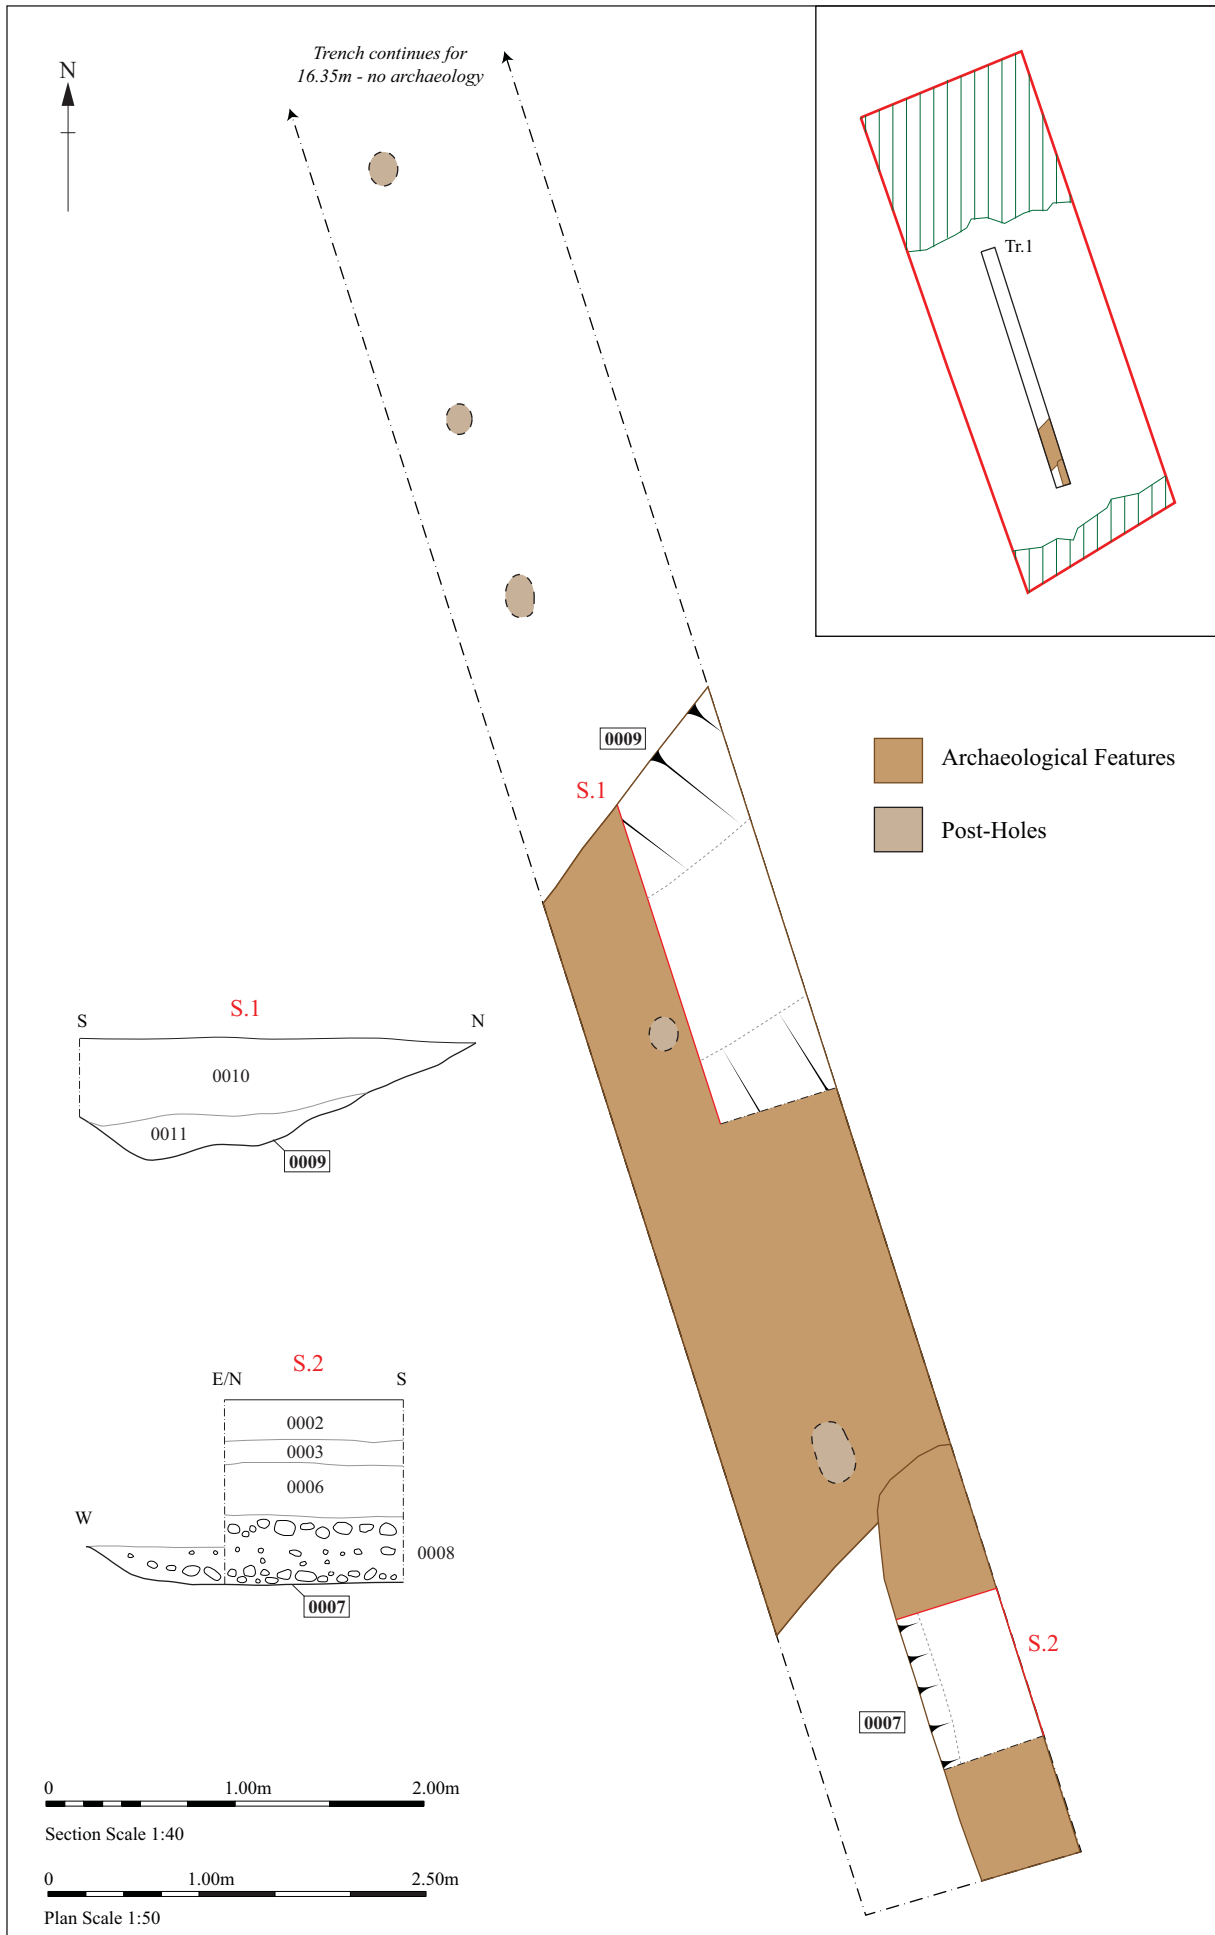 Trench continues for
16.35m - no archaeology
N
Tr.1
0009
S.1
Archaeological Features
Post-Holes
S.1
S
N
0010
0011
0009
S.2
E/N
S
0002
0003
0006
W
0008
0007
S.2
0007
0 1.00m 2.00m
Section Scale 1:40
0 1.00m 2.50m
Plan Scale 1:50